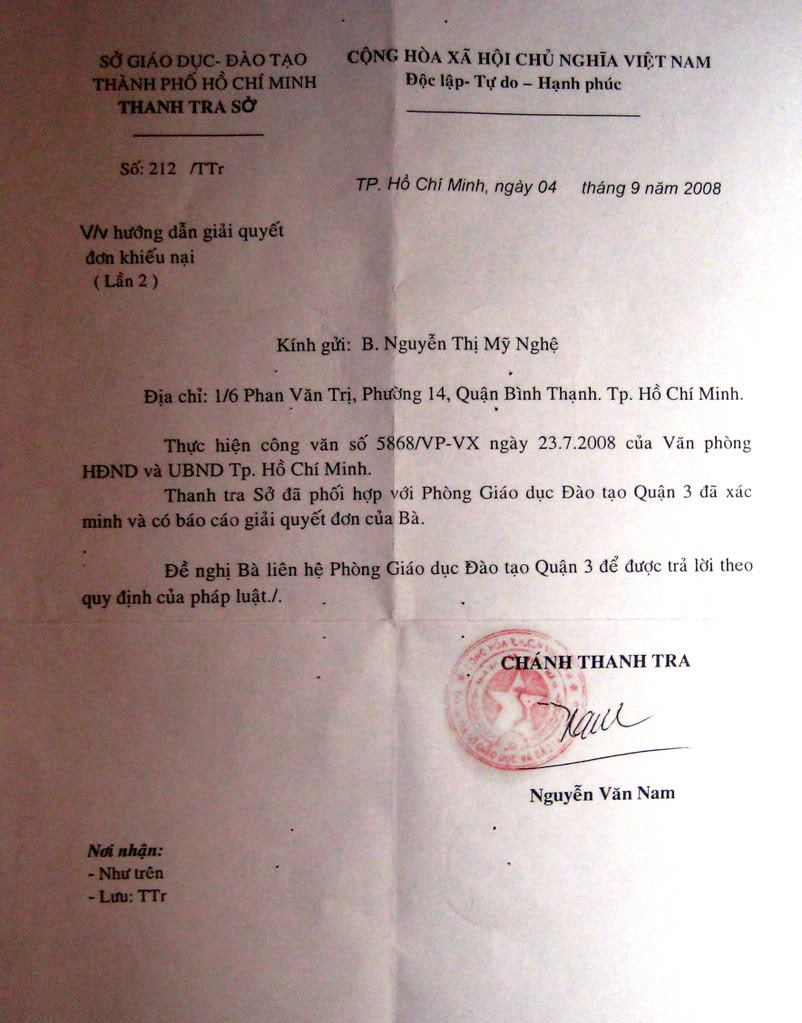 SỞ GIÁO DỤC- ĐÀO TẠO
THÀNH PHỐ HỒ CHÍ MINH
THANH TRA SỞ
CỘNG HÒA XÃ HỘI CHỦ NGHĨA VIỆT NAM
Độc lập- Tự do – Hạnh phúc
Số: 212 /TTr
TP. Hồ Chí Minh, ngày 04 tháng 9 năm 2008
V/v hướng dẫn giải quyết
đơn khiếu nại
( Lần 2 )
Kính gửi: B. Nguyễn Thị Mỹ Nghệ
Địa chỉ: 1/6 Phan Văn Trị, Phường 14, Quận Bình Thạnh. Tp. Hồ Chí Minh.
Thực hiện công văn số 5868/VP-VX ngày 23.7.2008 của Văn phòng
HĐND và UBND Tp. Hồ Chí Minh.
Thanh tra Sở đã phối hợp với Phòng Giáo dục Đào tạo Quận 3 đã xác
minh và có báo cáo giải quyết đơn của Bà.
Đề nghị Bà liên hệ Phòng Giáo dục Đào tạo Quận 3 để được trả lời theo
quy định của pháp luật./.
CHÁNH THANH TRA
Nguyễn Văn Nam
Nơi nhận:
- Như trên
- Lưu: TTr